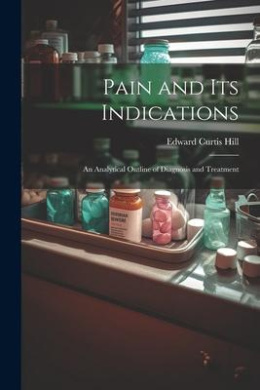 Pain and Its
Indications
Edward Curtis Hill
An Analytical Outline of Diagnosis and Treatment